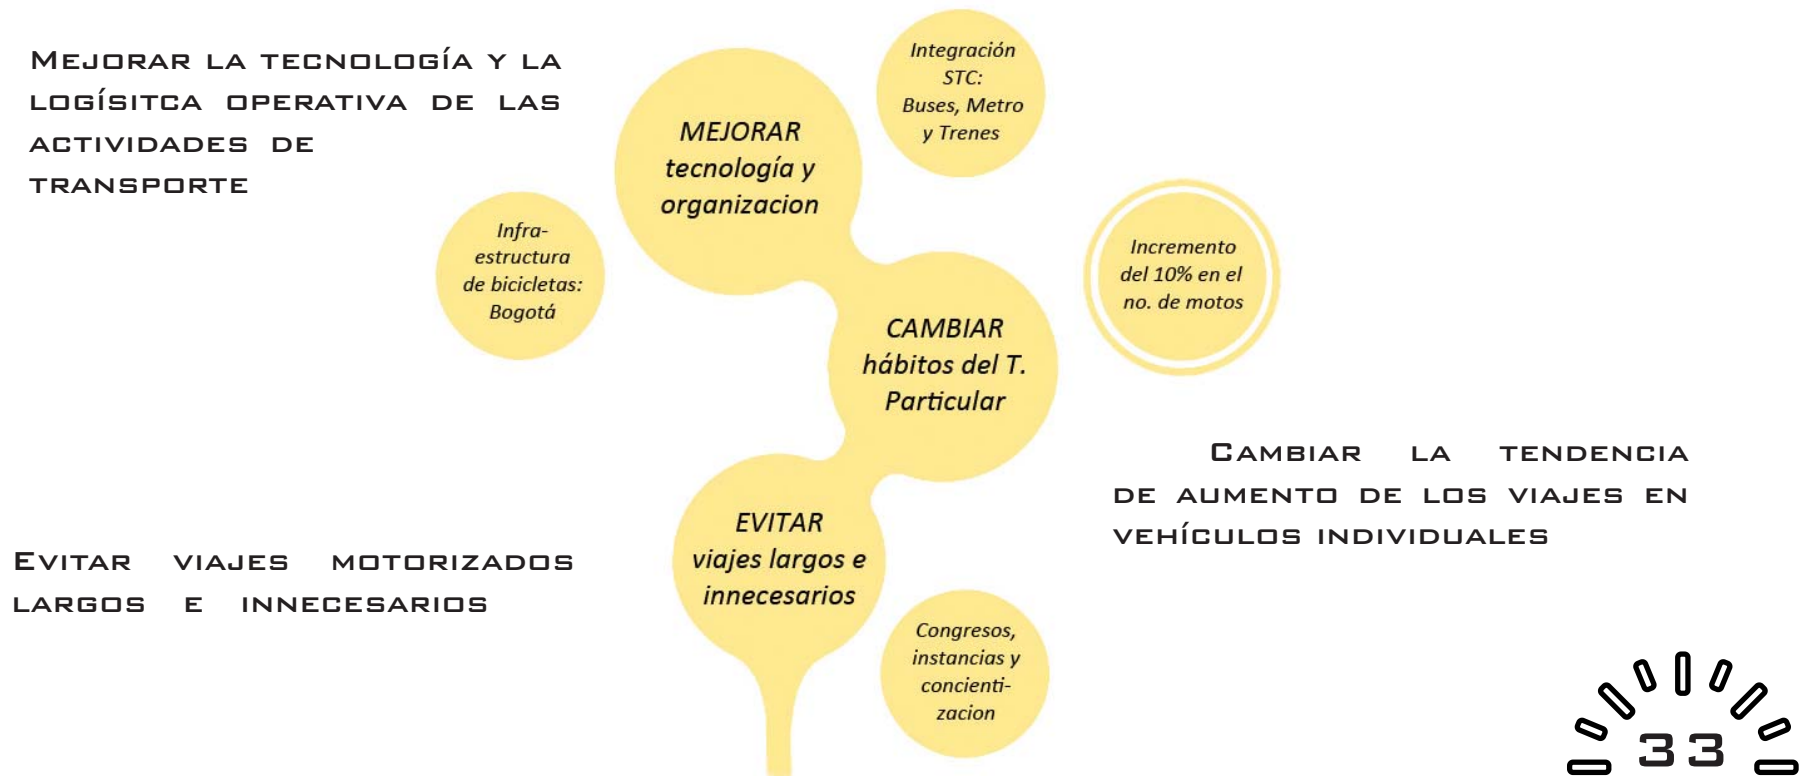 Mejorar la tecnología y la
logísitca operativa de las
actividades de
transporte
Integración
STC:
Buses, Metro
y Trenes
MEJORAR
tecnología y
organizacion
Infra-
estructura
de bicicletas:
Bogotá
Incremento
del 10% en el
no. de motos
CAMBIAR
hábitos del T.
Particular
Cambiar la tendencia
de aumento de los viajes en
vehículos individuales
EVITAR
viajes largos e
innecesarios
Evitar viajes motorizados
largos e innecesarios
Congresos,
instancias y
concienti-
zacion
33